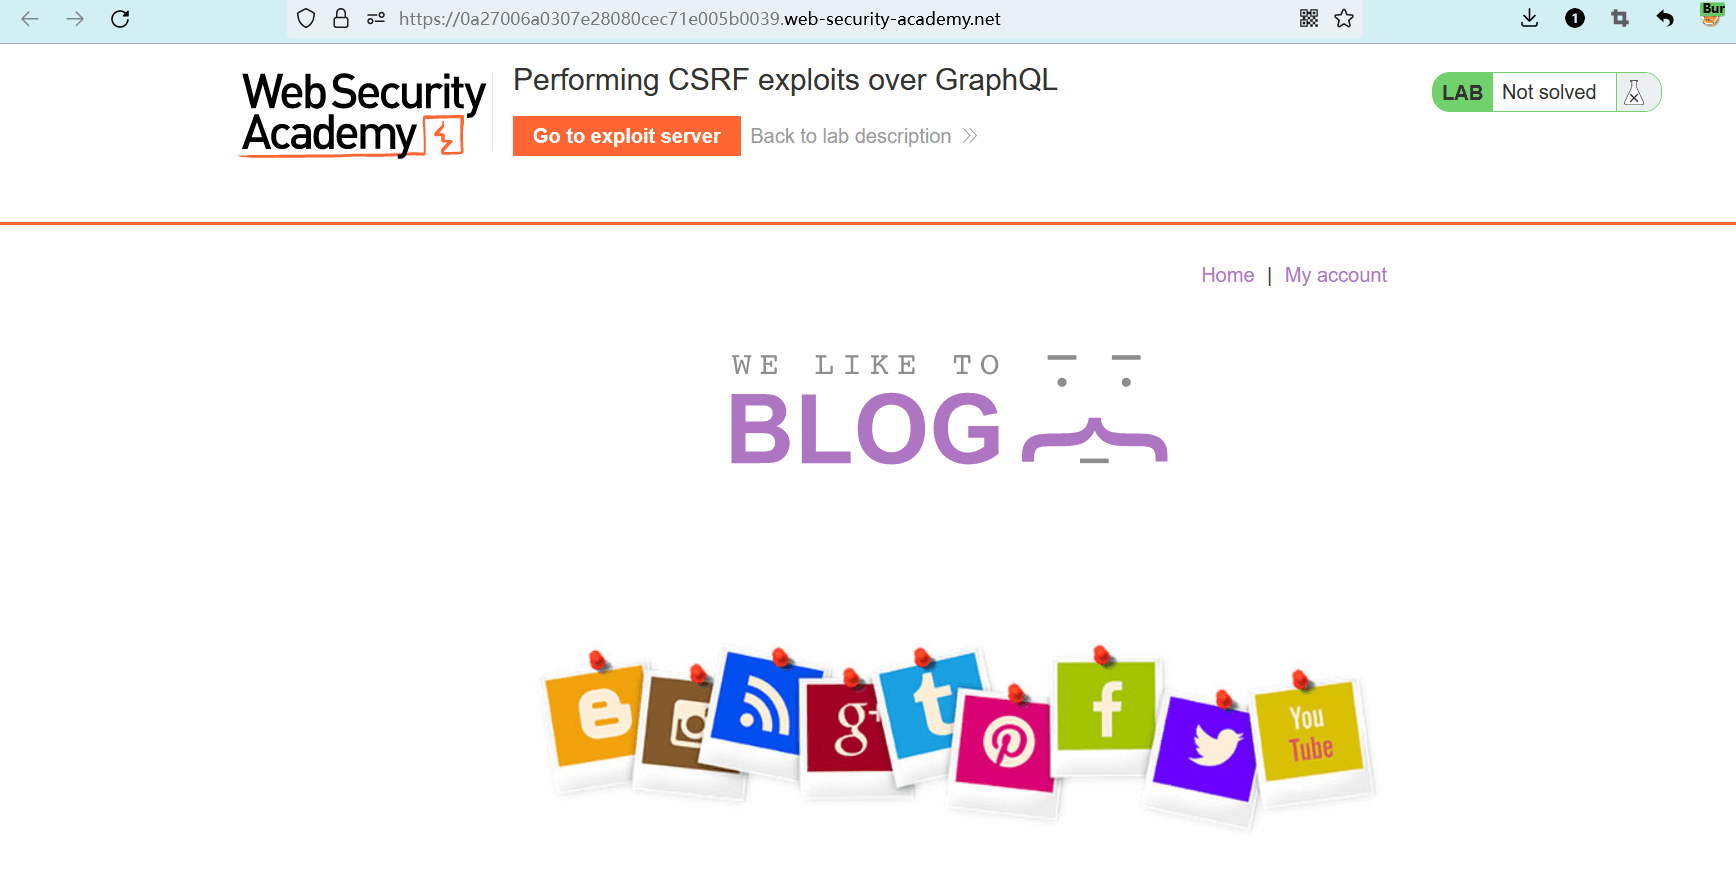 https://0a27006a0307e28080cec71e005b0039.web-security-academy.net
1
Bur
Web Security
Academy
Performing CSRF exploits over GraphQL
Go to exploit server
Back to lab description
LAB Not solved
Home | My account
WE LIKE TO
BLOG
g+
t
f
You
Tube